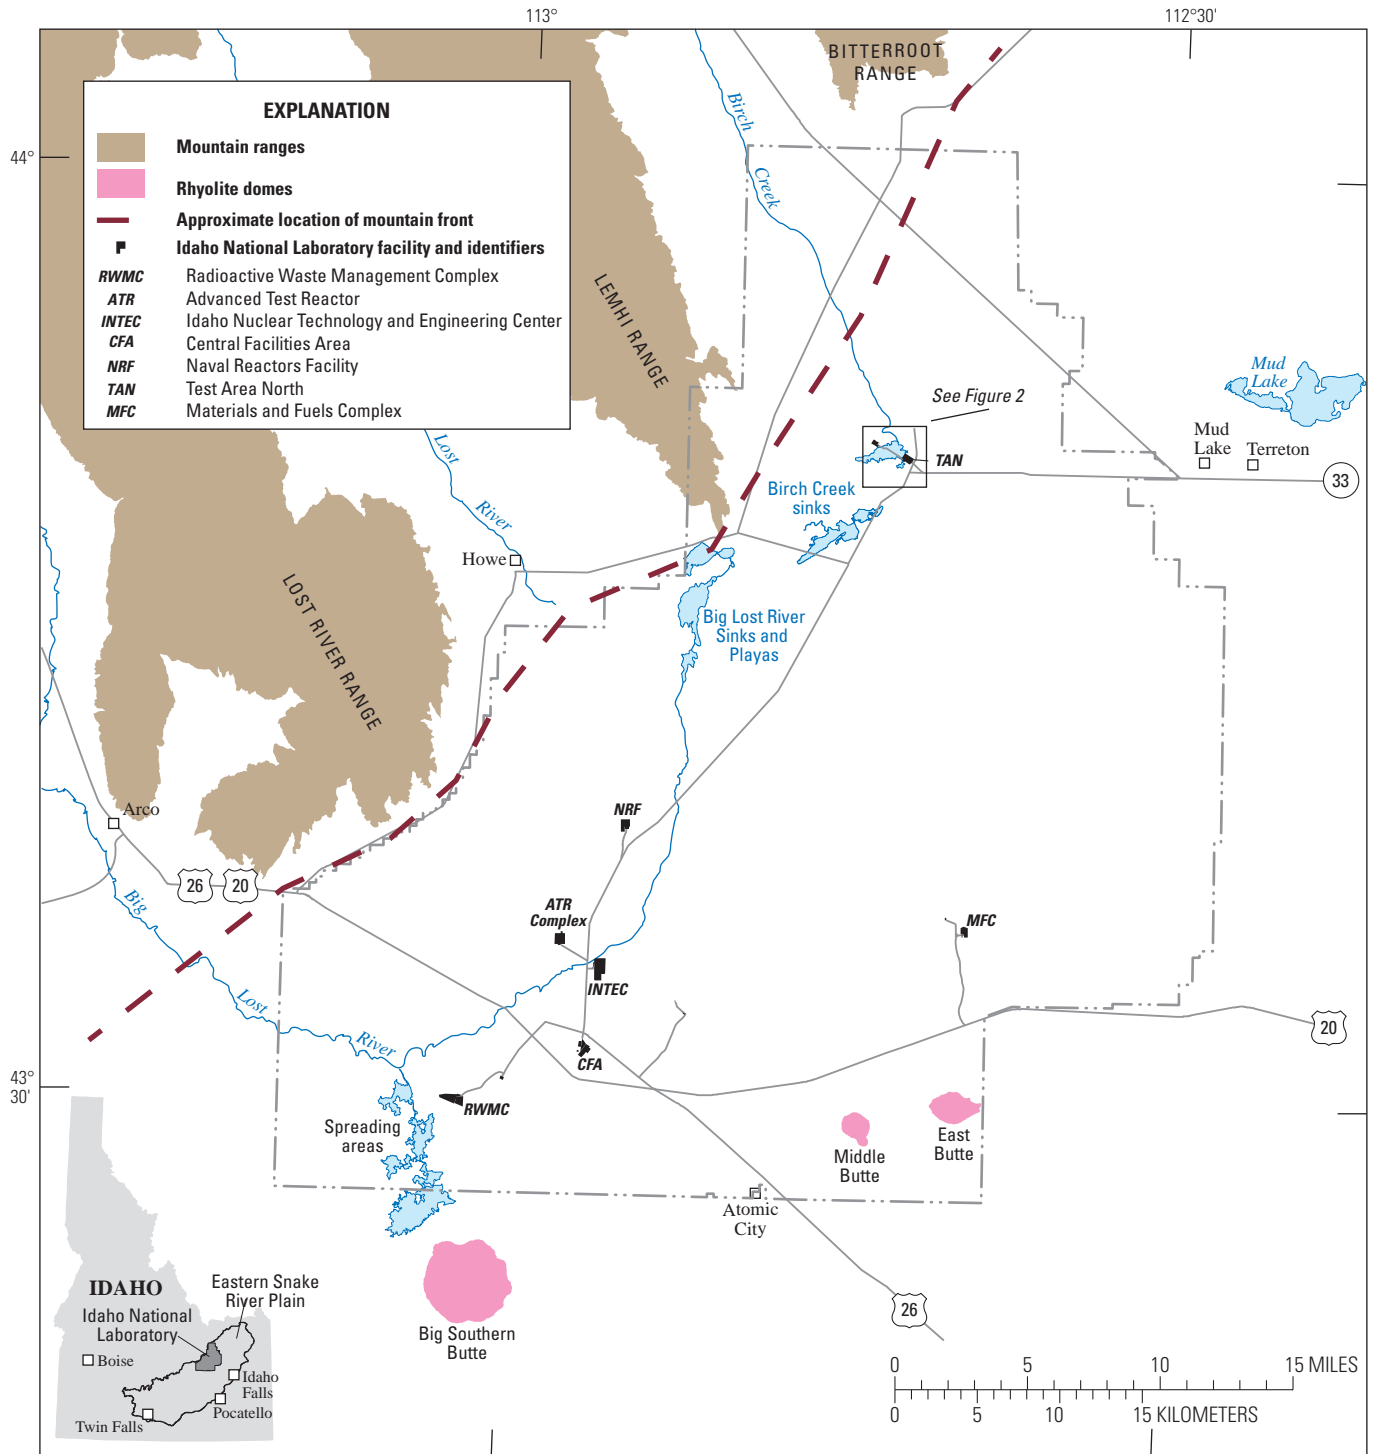 113°
112°30'
BITTERROOT
RANGE
Birch
Creek
EXPLANATION
Mountain ranges
Rhyolite domes
Approximate location of mountain front
Idaho National Laboratory facility and identifiers
RWMC Radioactive Waste Management Complex
ATR Advanced Test Reactor
INTEC Idaho Nuclear Technology and Engineering Center
CFA Central Facilities Area
NRF Naval Reactors Facility
TAN Test Area North
MFC Materials and Fuels Complex
44°
LEMHI RANGE
Mud
Lake
See Figure 2
Mud
Lake
Terreton
TAN
33
Lost
River
Birch Creek
sinks
Howe
LOST RIVER RANGE
Big Lost River
Sinks and
Playas
Arco
NRF
26
20
Big
ATR
Complex
MFC
INTEC
Lost
River
20
CFA
43°
30'
RWMC
Spreading
areas
Middle
Butte
East
Butte
Atomic
City
IDAHO
Eastern Snake
River Plain
Idaho National
Laboratory
Boise
Idaho
Falls
Pocatello
Twin Falls
Big Southern
Butte
26
0 5 10 15 MILES
0 5 10 15 KILOMETERS